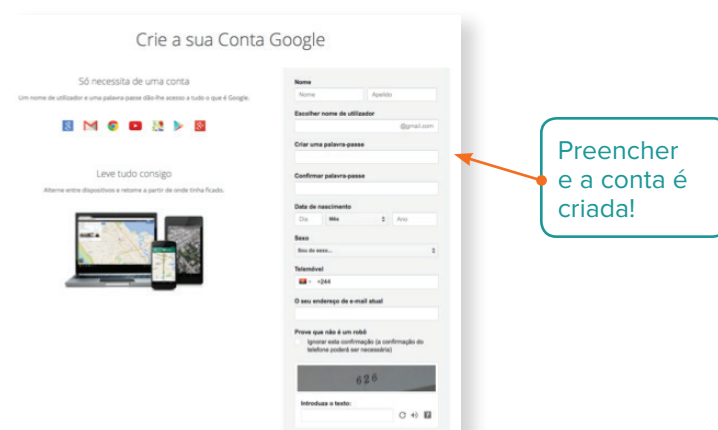 Crie a sua Conta Google
Só necessita de uma conta
Um nome de utilizador e uma palavra-passe dão-lhe acesso a tudo o que é Google.
Leve tudo consigo
Alterne entre dispositivos e retome a partir de onde tinha ficado.
Nome
Nome Apelido
Escolher nome de utilizador
@gmail.com
Criar uma palavra-passe
Confirmar palavra-passe
Data de nascimento
Dia Mês Ano
Sexo
Sou do sexo...
Telemóvel
+244
O seu endereço de e-mail atual
Prove que não é um robô
Ignorar esta confirmação (a confirmação do
telefone poderá ser necessária)
626
Introduza o texto:
Preencher
e a conta é
criada!